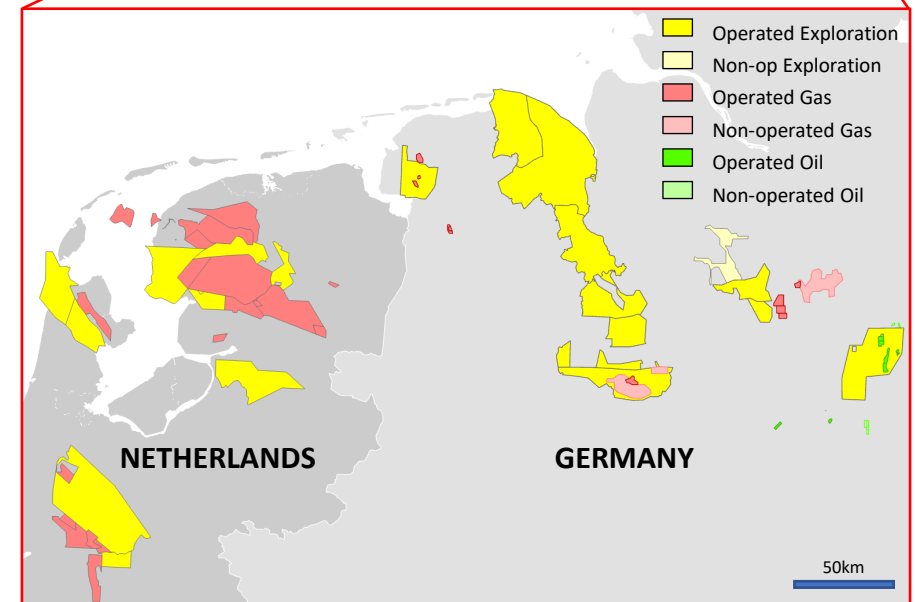 Operated Exploration
Non-op Exploration
Operated Gas
Non-operated Gas
Operated Oil
Non-operated Oil
NETHERLANDS
GERMANY
50km